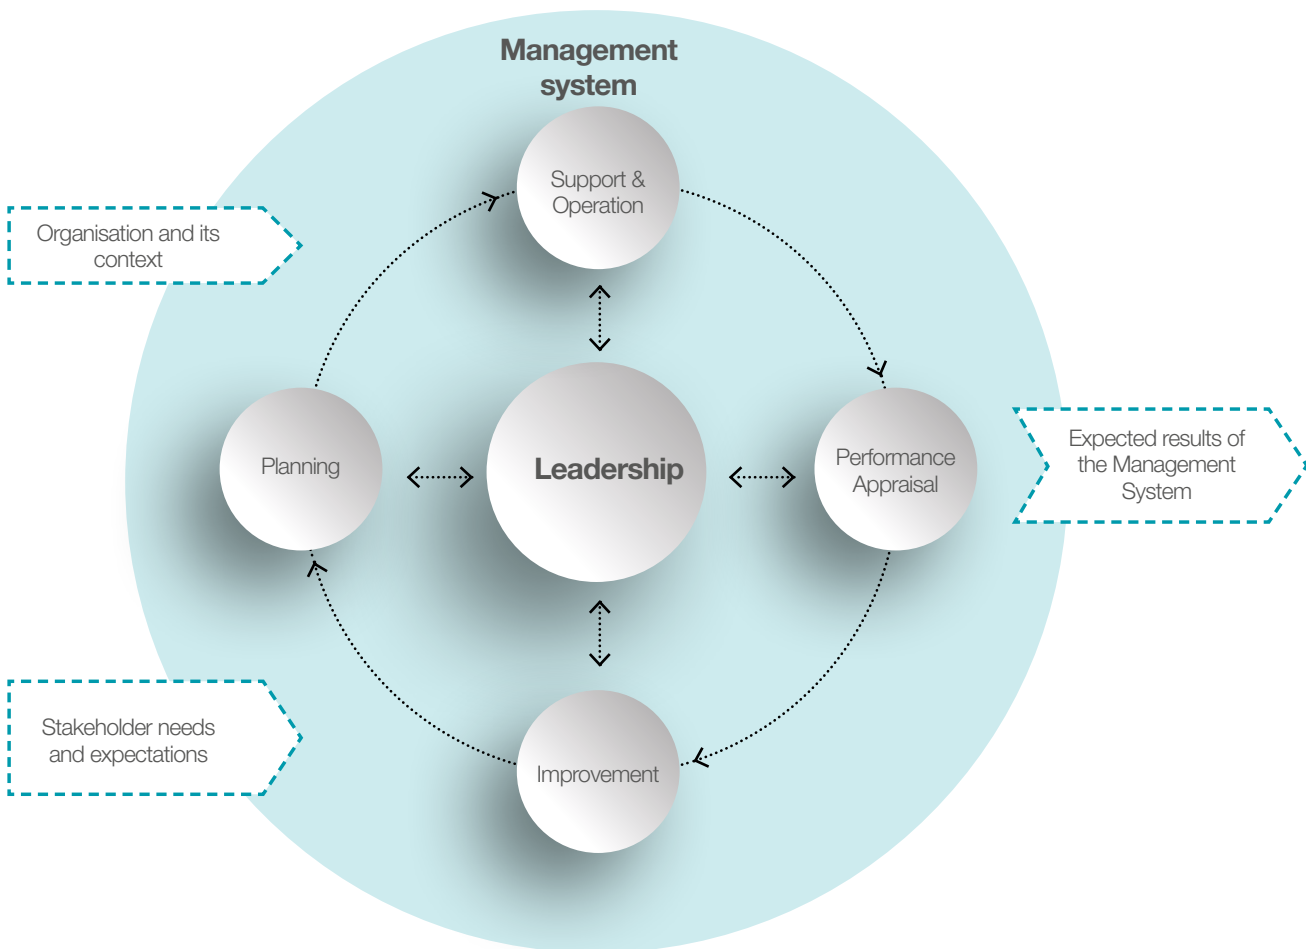 Management
system
Support &
Operation
Organisation and its
context
Planning
Leadership
Performance
Appraisal
Expected results of
the Management
System
Stakeholder needs
and expectations
Improvement